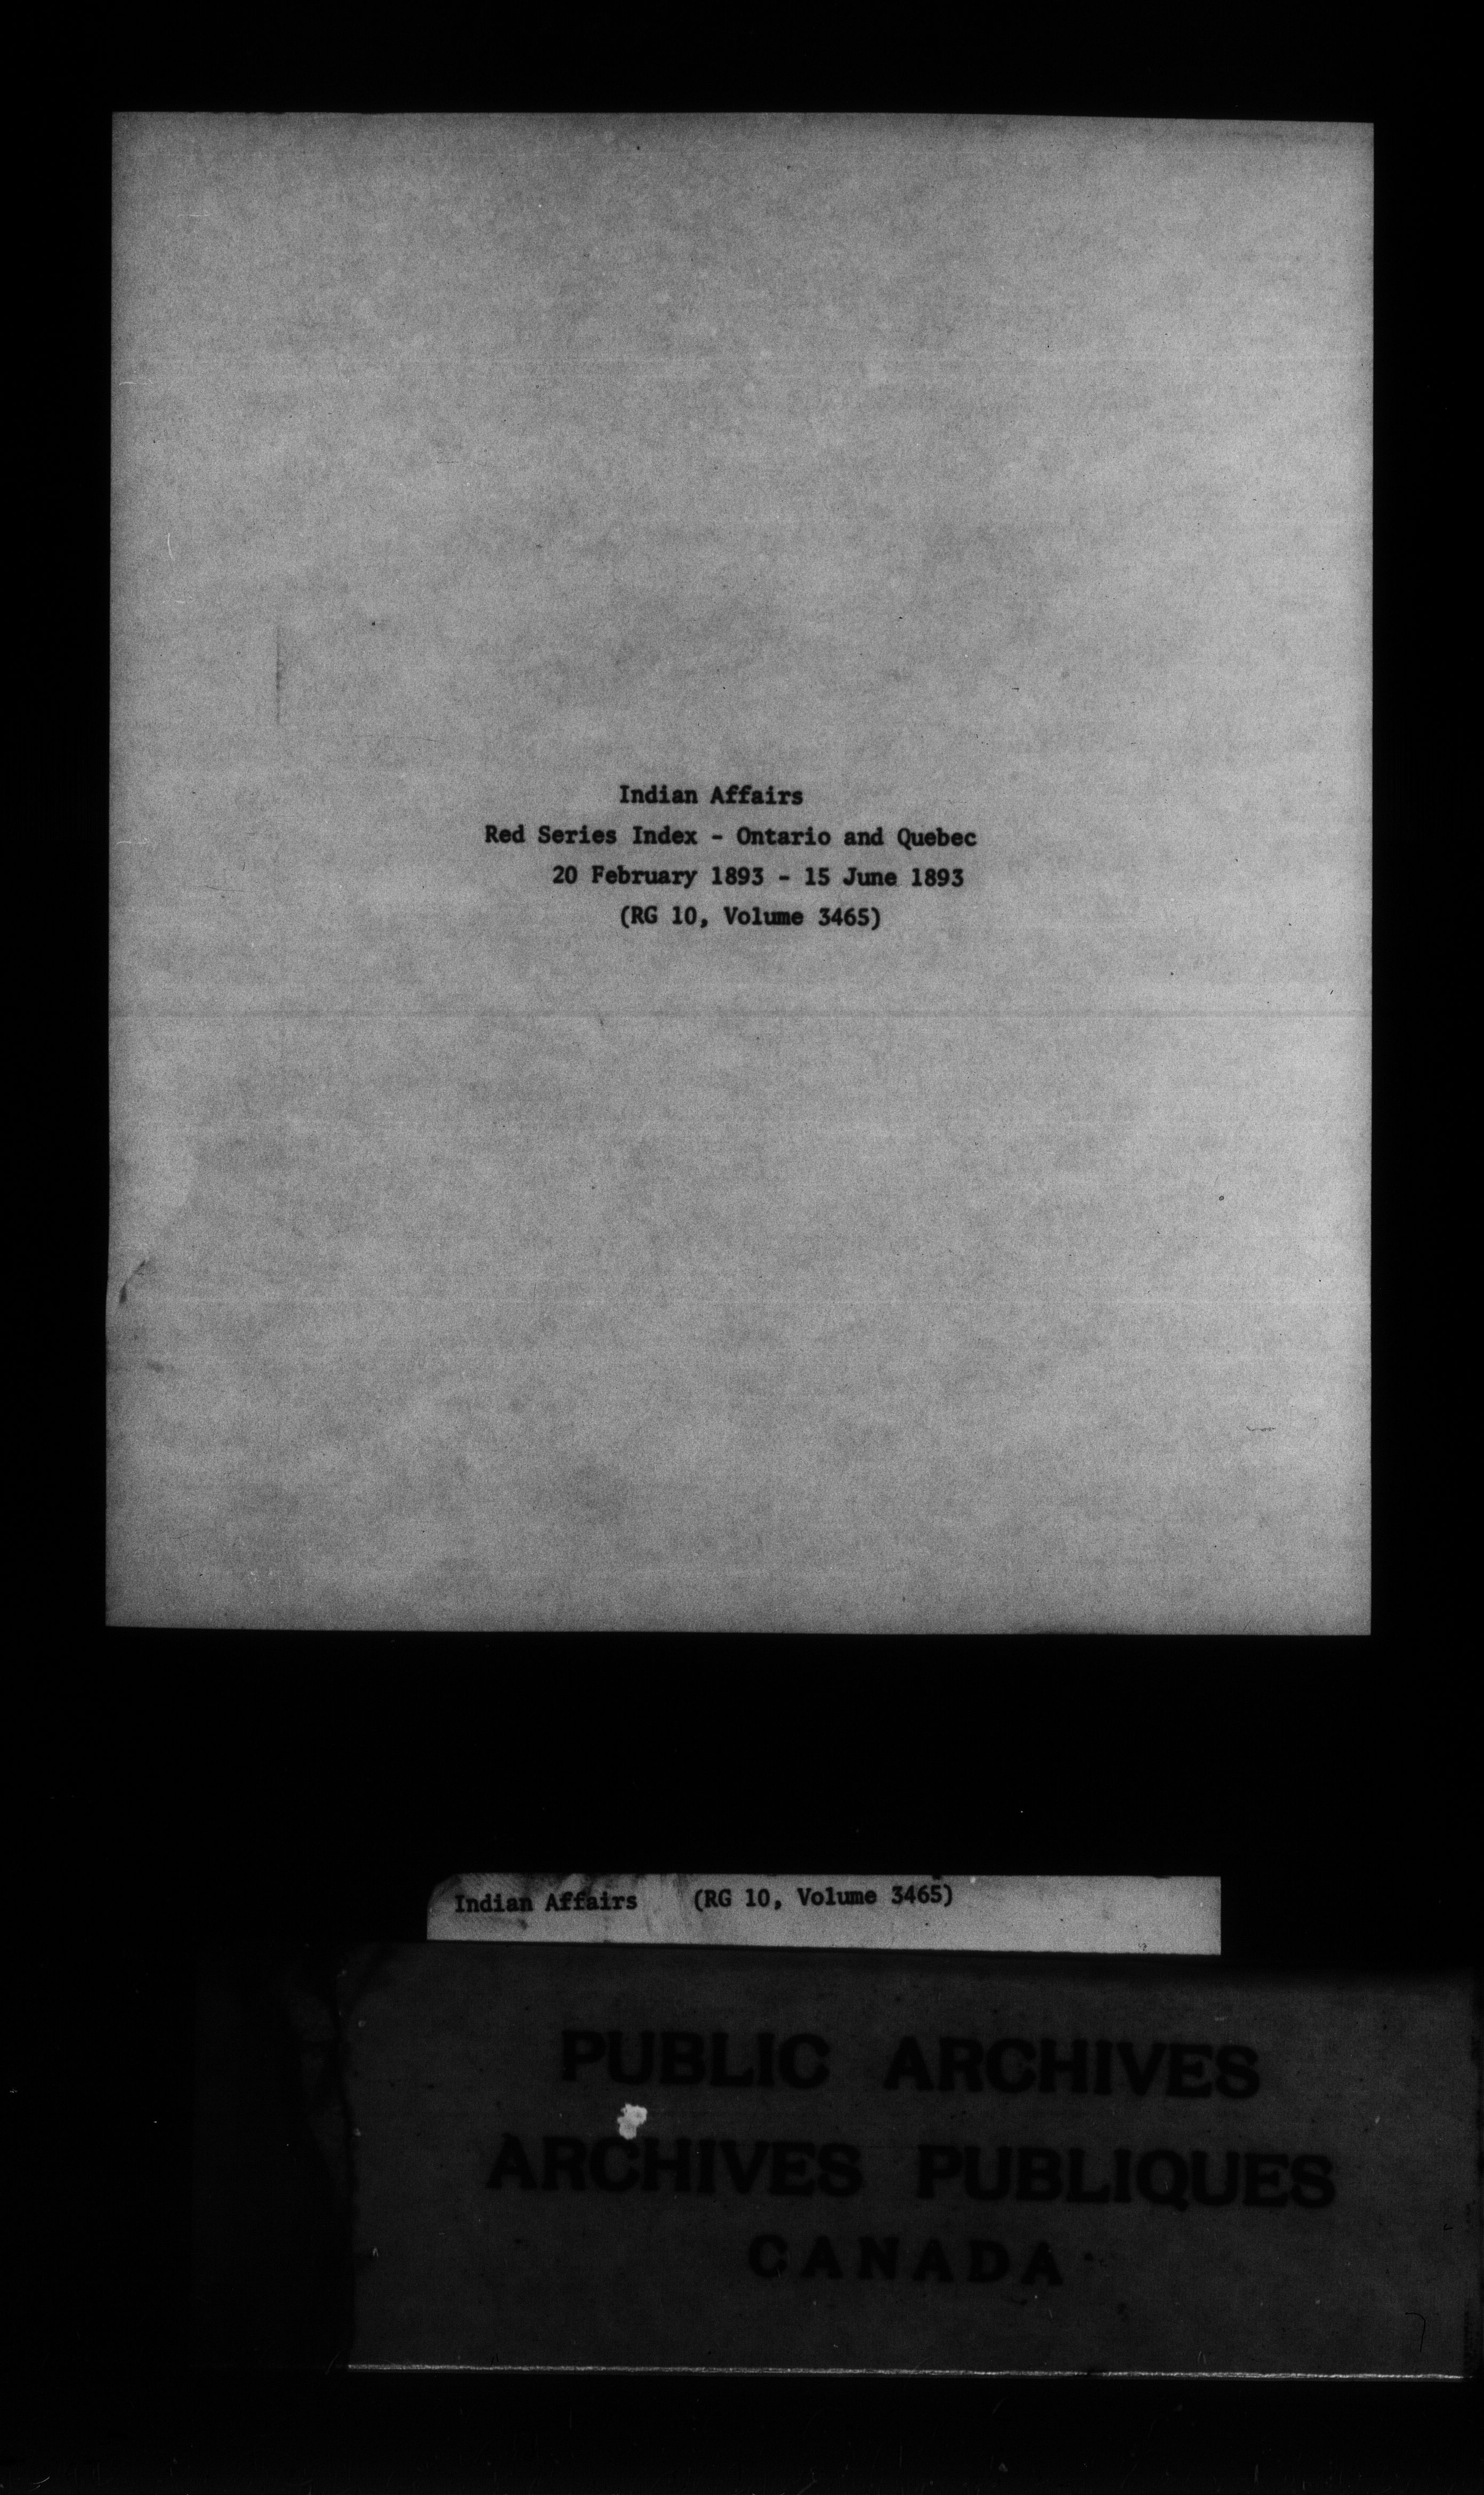 Indian Affairs
Red Series Index - Ontario and Quebec
20 February 1893 - 15 June 1893
(RG 10, Volume 3465)
Indian Affairs (RG 10, Volume 3465)
PUBLIC ARCHIVES
ARCHIVES PUBLIQUES
CANADA